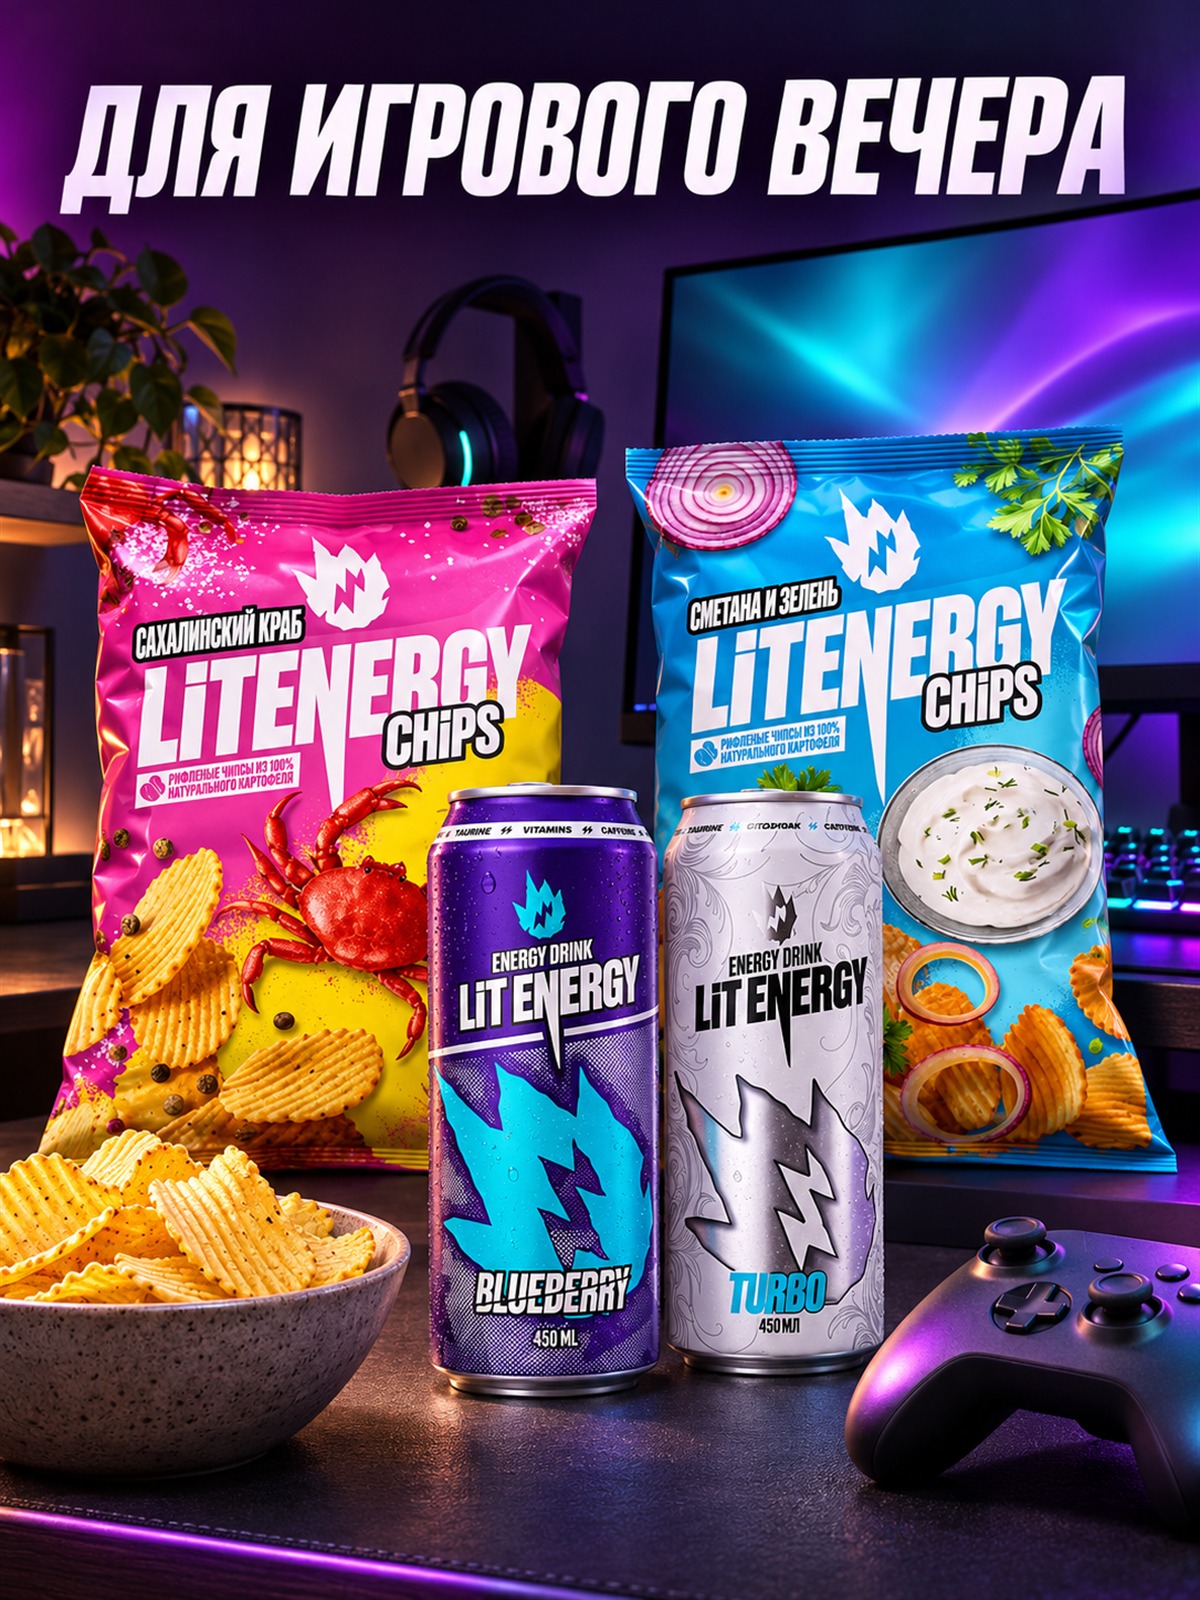 ДЛЯ ИГРОВОГО ВЕЧЕРА
САХАЛИНСКИЙ КРАБ
LiTENERGY
CHiPS
РИФЛЕНЫЕ ЧИПСЫ ИЗ 100%
НАТУРАЛЬНОГО КАРТОФЕЛЯ
СМЕТАНА И ЗЕЛЕНЬ
LiTENERGY
CHiPS
РИФЛЕНЫЕ ЧИПСЫ ИЗ 100%
НАТУРАЛЬНОГО КАРТОФЕЛЯ
TAURINE VITAMINS CAFFEINE
ENERGY DRINK
LiT ENERGY
BLUEBERRY
450 ML
TAURINE
ENERGY DRINK
LiT ENERGY
TURBO
450 МЛ